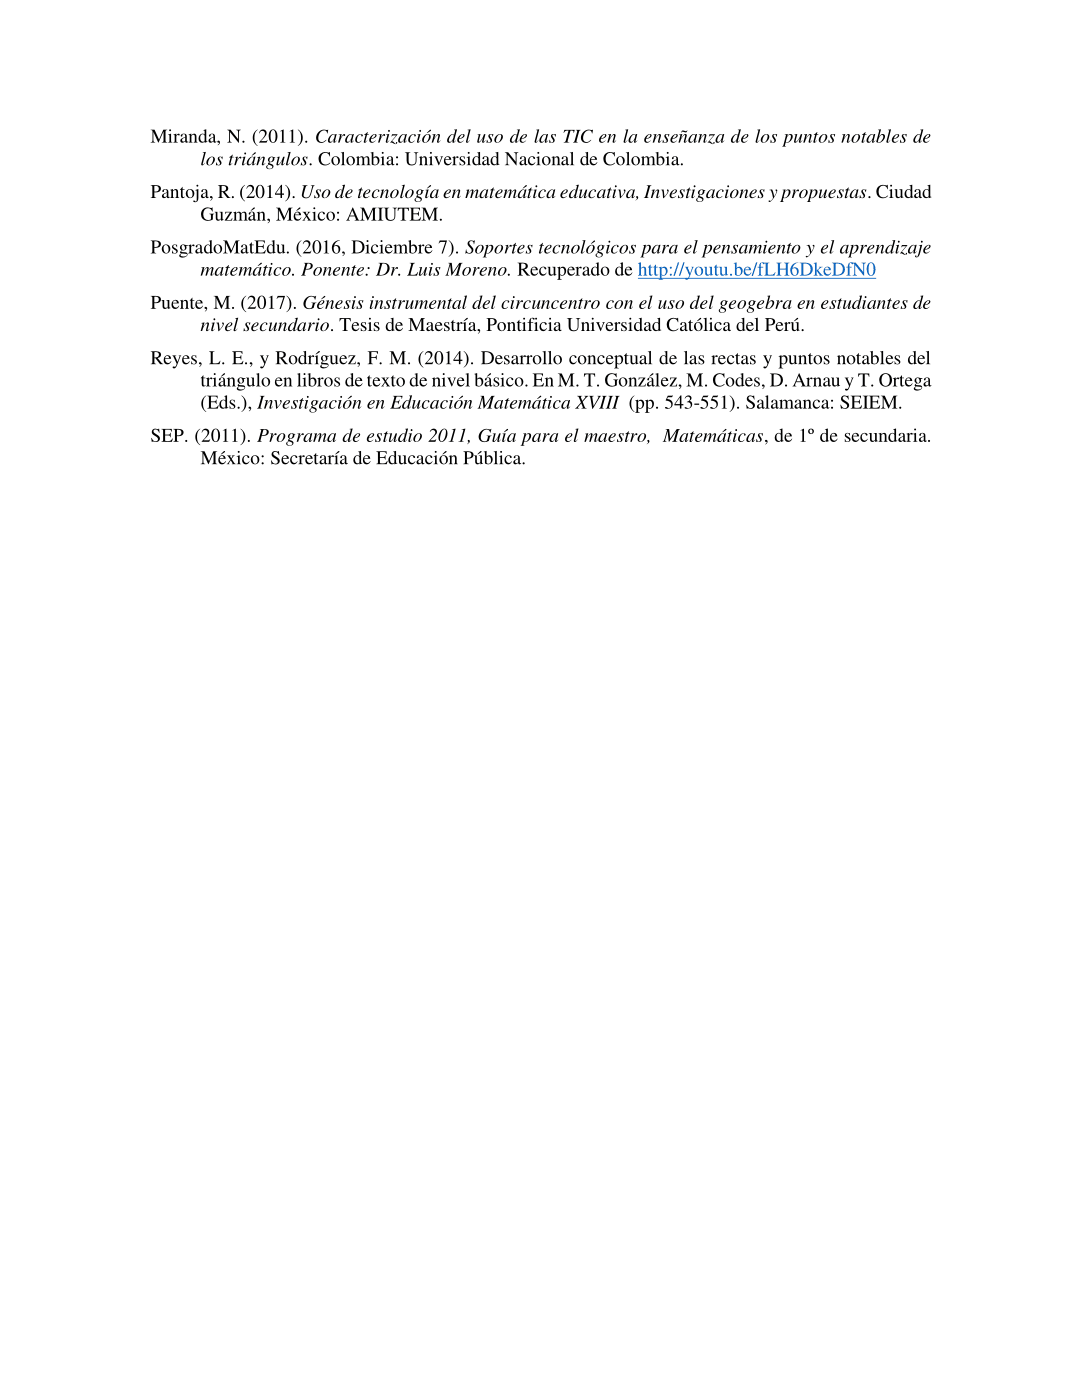 Miranda, N. (2011). Caracterización del uso de las TIC en la enseñanza de los puntos notables de
los triángulos. Colombia: Universidad Nacional de Colombia.
Pantoja, R. (2014). Uso de tecnología en matemática educativa, Investigaciones y propuestas. Ciudad
Guzmán, México: AMIUTEM.
PosgradoMatEdu. (2016, Diciembre 7). Soportes tecnológicos para el pensamiento y el aprendizaje
matemático. Ponente: Dr. Luis Moreno. Recuperado de http://youtu.be/fLH6DkeDfN0
Puente, M. (2017). Génesis instrumental del circuncentro con el uso del geogebra en estudiantes de
nivel secundario. Tesis de Maestría, Pontificia Universidad Católica del Perú.
Reyes, L. E., y Rodríguez, F. M. (2014). Desarrollo conceptual de las rectas y puntos notables del
triángulo en libros de texto de nivel básico. En M. T. González, M. Codes, D. Arnau y T. Ortega
(Eds.), Investigación en Educación Matemática XVIII (pp. 543-551). Salamanca: SEIEM.
SEP. (2011). Programa de estudio 2011, Guía para el maestro, Matemáticas, de 1º de secundaria.
México: Secretaría de Educación Pública.